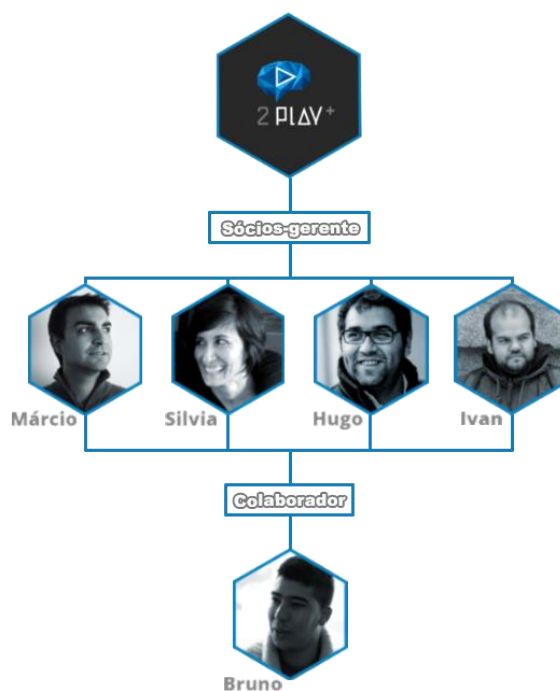 2 PLAY+
Sócios-gerente
Márcio
Silvia
Hugo
Ivan
Colaborador
Bruno